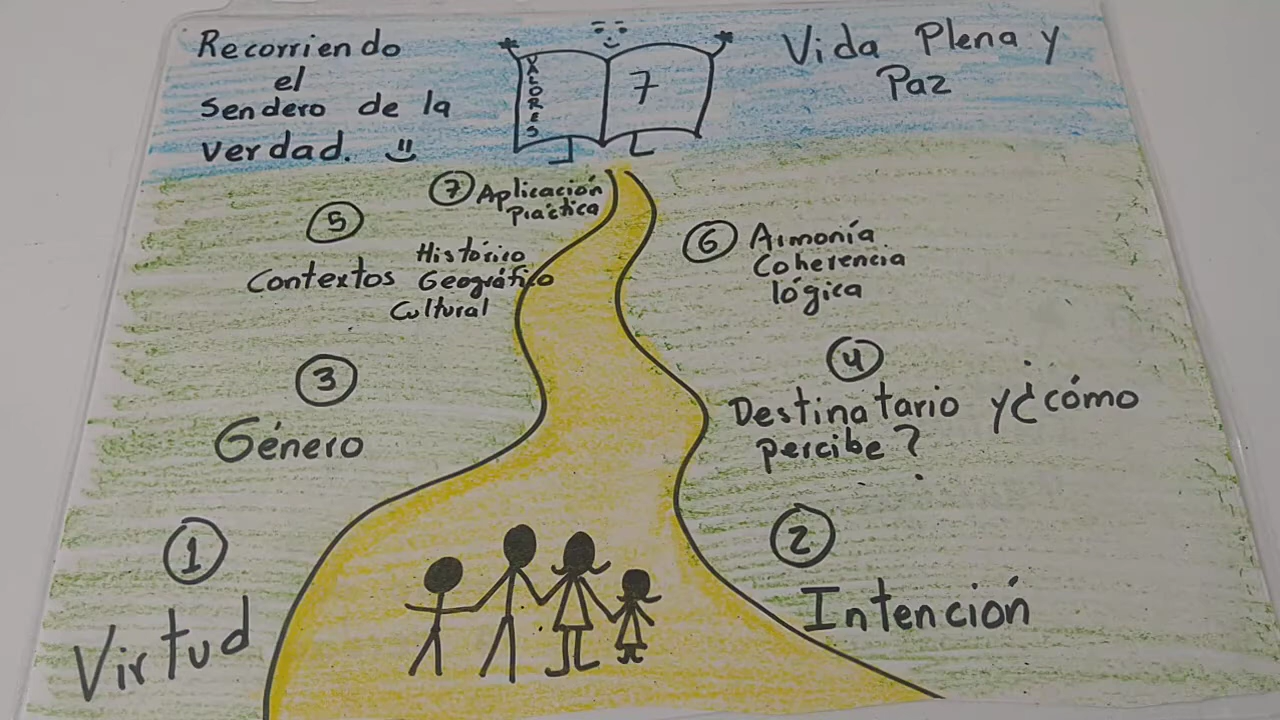 Recorriendo
el
Sendero de la
verdad.
VALORES
7
Vida Plena y
Paz
7 Aplicación
Práctica
5
Histórico
Contextos Geográfico
Cultural
6 Armonía
Coherencia
lógica
3
Género
4
Destinatario y ¿cómo
percibe?
1
Virtud
2
Intención